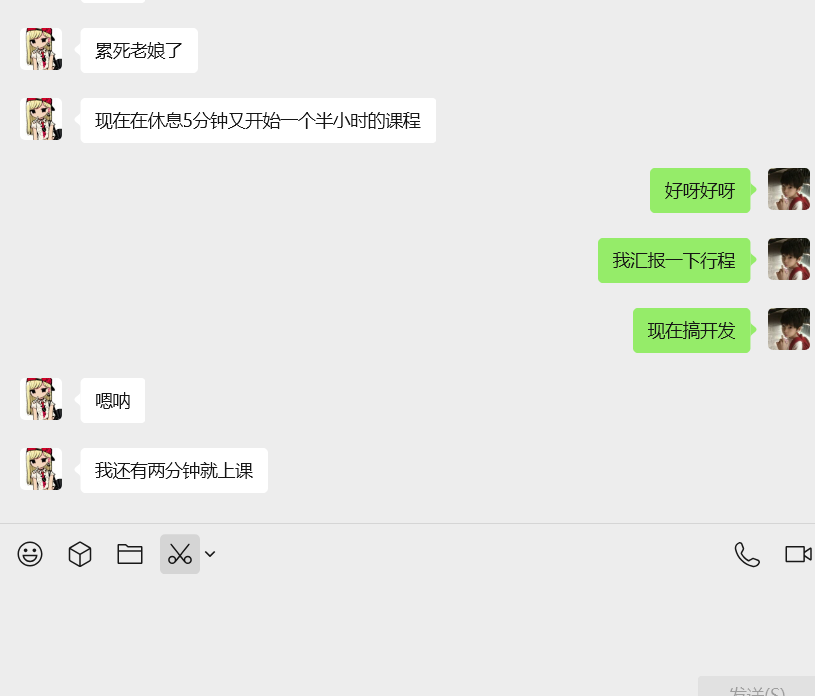 累死老娘了
现在在休息5分钟又开始一个半小时的课程
好呀好呀
我汇报一下行程
现在搞开发
嗯呐
我还有两分钟就上课
发送(S)